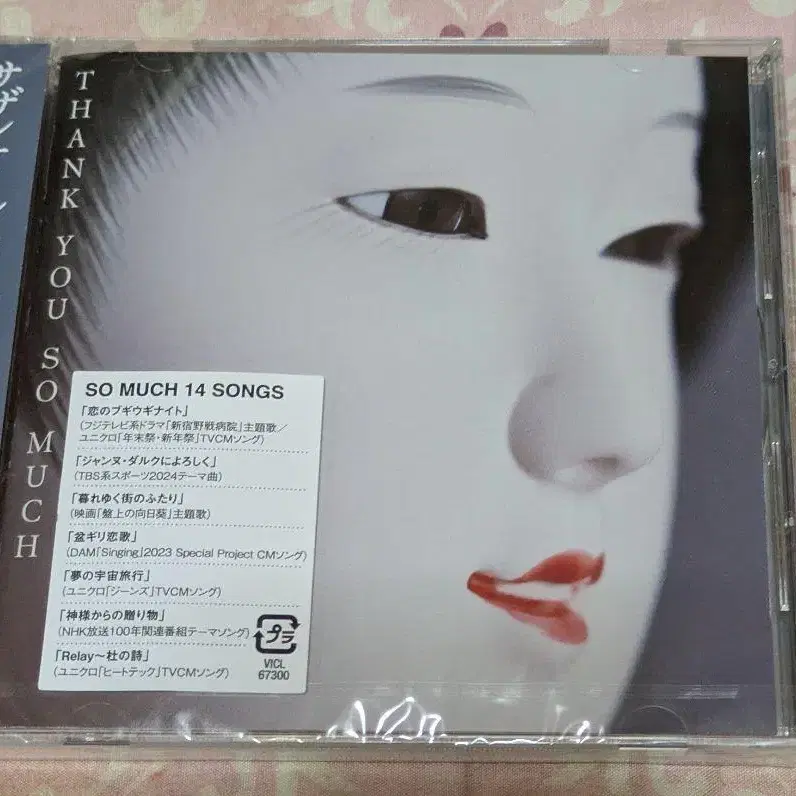 サザン
THANK YOU SO MUCH
SO MUCH 14 SONGS
「恋のブギウギナイト」
(フジテレビ系ドラマ「新宿野戦病院」主題歌/
ユニクロ「年末祭・新年祭」TVCMソング)
「ジャンヌ・ダルクによろしく」
(TBS系スポーツ2024テーマ曲)
「暮れゆく街のふたり」
(映画「盤上の向日葵」主題歌)
「盆ギリ恋歌」
(DAM「Singing」2023 Special Project CMソング)
「夢の宇宙旅行」
(ユニクロ「ジーンズ」TVCMソング)
「神様からの贈り物」
(NHK放送100年関連番組テーマソング)
「Relay〜杜の詩」
(ユニクロ「ヒートテック」TVCMソング)
プラ
VICL
67300